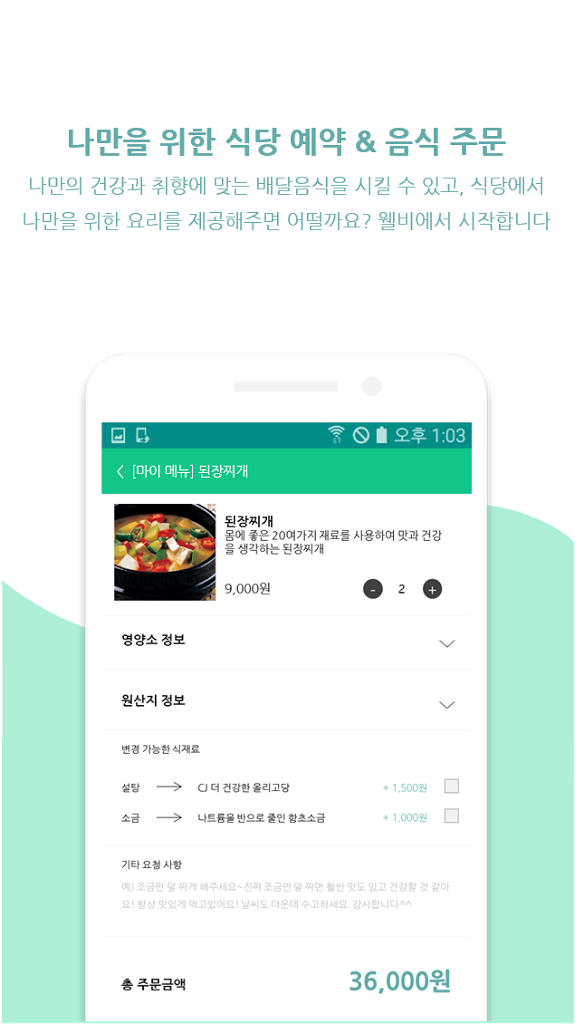 나만을 위한 식당 예약 & 음식 주문
나만의 건강과 취향에 맞는 배달음식을 시킬 수 있고, 식당에서
나만을 위한 요리를 제공해주면 어떨까요? 웰비에서 시작합니다
오후 1:03
[마이 메뉴] 된장찌개
된장찌개
몸에 좋은 20여가지 재료를 사용하여 맛과 건강
을 생각하는 된장찌개
9,000원 - 2 +
영양소 정보
원산지 정보
변경 가능한 식재료
설탕 CJ 더 건강한 올리고당 + 1,500원
소금 나트륨을 반으로 줄인 함초소금 + 1,000원
기타 요청 사항
예) 조금만 덜 짜게 해주세요~진짜 조금만 덜 짜면 훨씬 맛도 있고 건강할 것 같아
요! 항상 맛있게 먹고있어요! 날씨도 더운데 수고하세요. 감사합니다^^
총 주문금액 36,000원